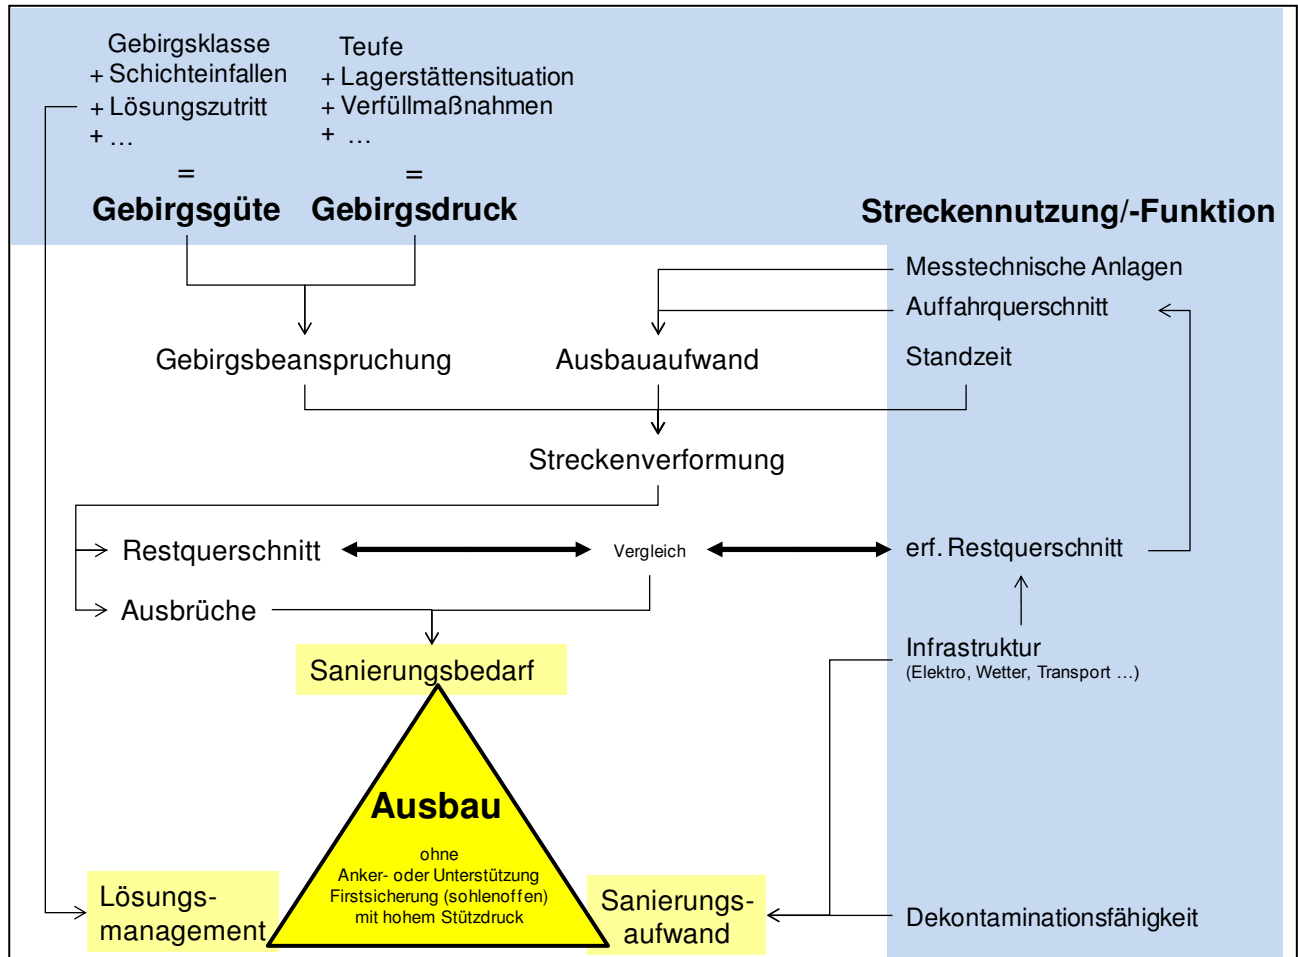 Gebirgsklasse
+ Schichteinfallen
+ Lösungszutritt
+ …
=
Gebirgsgüte
Teufe
+ Lagerstättensituation
+ Verfüllmaßnahmen
+ …
=
Gebirgsdruck
Streckennutzung/-Funktion
Messtechnische Anlagen
Auffahrquerschnitt
Gebirgsbeanspruchung
Ausbauaufwand
Standzeit
Streckenverformung
Restquerschnitt
Vergleich
erf. Restquerschnitt
Ausbrüche
Infrastruktur
(Elektro, Wetter, Transport …)
Sanierungsbedarf
Ausbau
ohne
Anker- oder Unterstützung
Firstsicherung (sohlenoffen)
mit hohem Stützdruck
Lösungs-
management
Sanierungs-
aufwand
Dekontaminationsfähigkeit